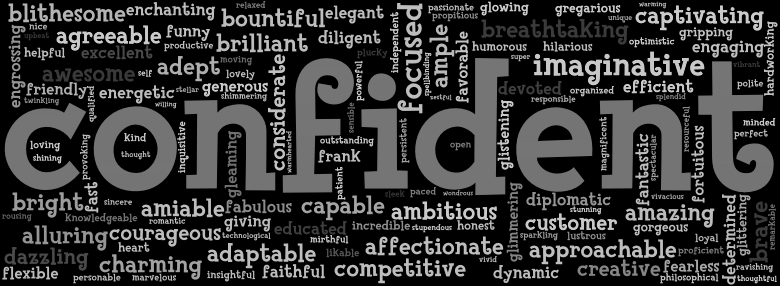 blithesome enchanting relaxed elegant passionate glowing gregarious warming captivating
nice bountiful independent propitious unique
upbeat agreeable funny brilliant diligent focused ample breathtaking optimistic gripping hardworking
engrossing helpful excellent productive moving plucky humorous hilarious engaging
awesome self adept lovely considerate powerful spellbinding favorable super imaginative vibrant
friendly energetic stellar generous zestful devoted organized efficient polite
twinkling qualified willing shimmering responsible splendid
confident
loving kind inquisitive sensible outstanding persistent open glistening magnificent resourceful minded
shining provoking thought gleaming warmhearted frank fantastic spectacular fortuitous perfect
fast patient
bright sincere amiable fabulous capable sleek paced wondrous glimmering diplomatic vivacious determined glittering brave remarkable
rousing knowledgeable romantic giving ambitious stunning amazing
alluring courageous technological educated incredible stupendous honest customer gorgeous
heart mirthful sparkling lustrous loyal
dazzling adaptable likable affectionate vivid approachable proficient
flexible charming insightful faithful competitive dynamic creative fearless ravishing
personable marvelous philosophical thoughtful